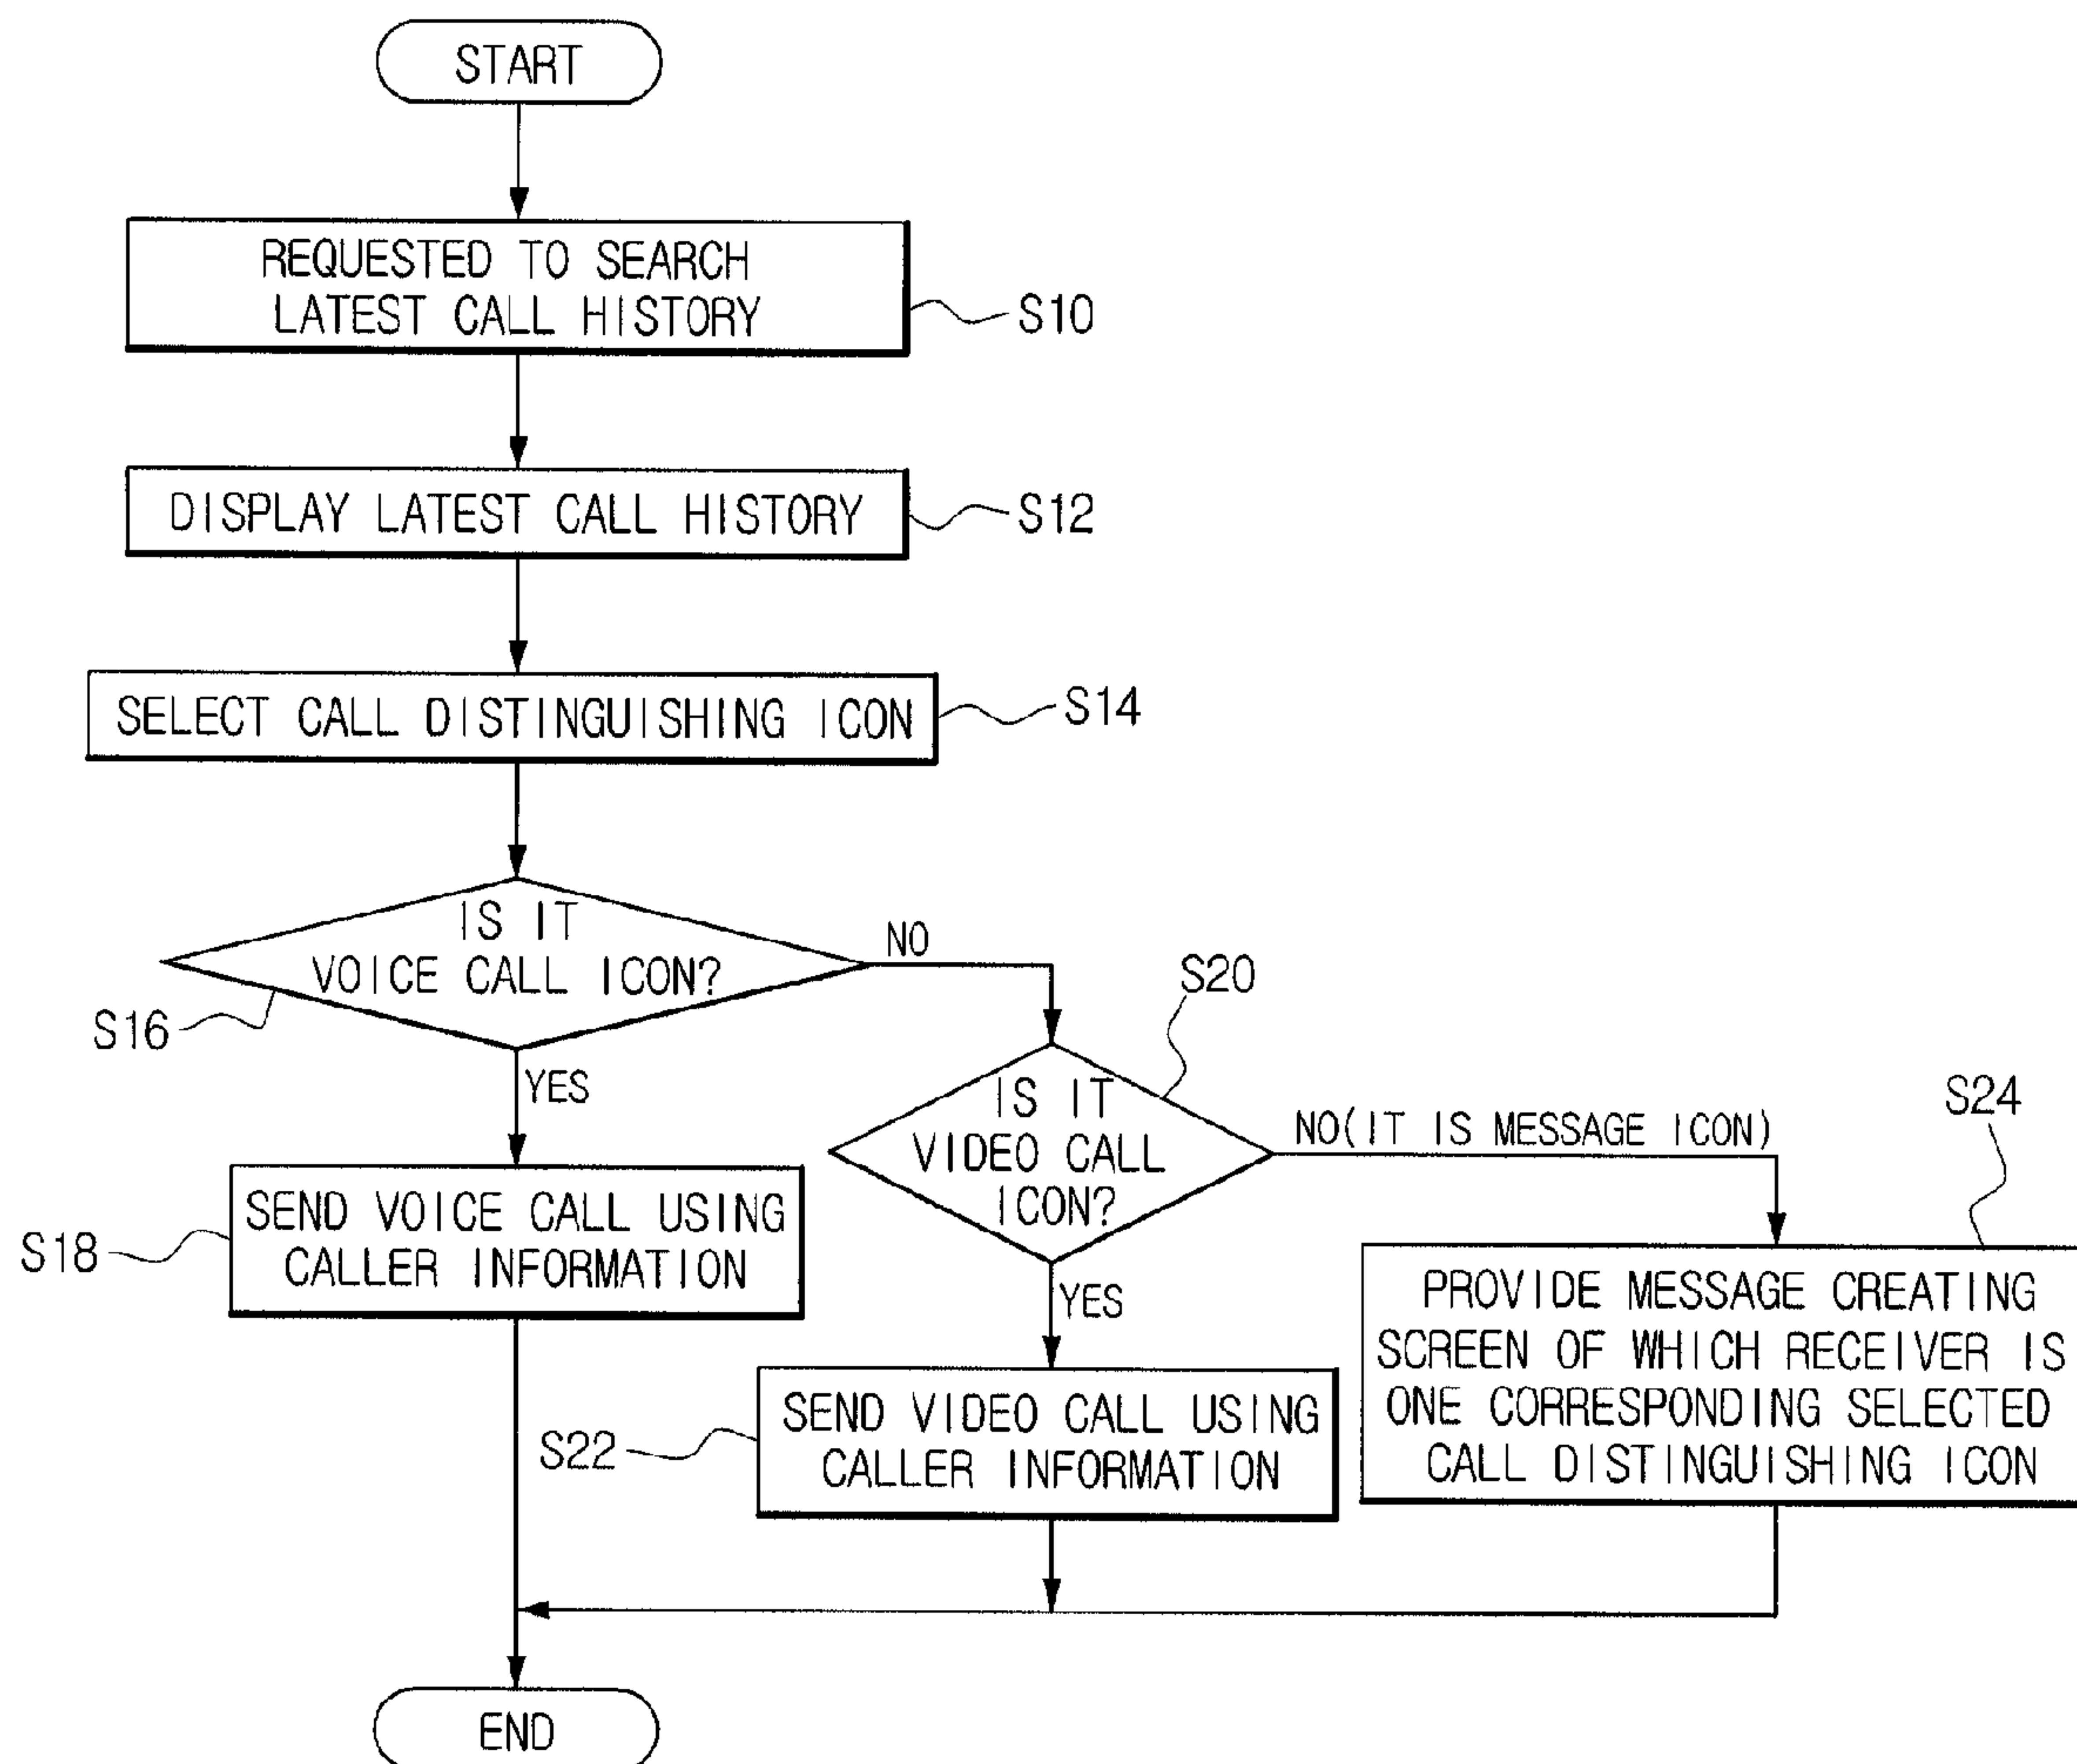 START
REQUESTED TO SEARCH
LATEST CALL HISTORY
S10
DISPLAY LATEST CALL HISTORY
S12
SELECT CALL DISTINGUISHING ICON
S14
IS IT
VOICE CALL ICON?
S16
NO
YES
S20
IS IT
VIDEO CALL
ICON?
NO(IT IS MESSAGE ICON)
YES
S24
SEND VOICE CALL USING
CALLER INFORMATION
S18
SEND VIDEO CALL USING
CALLER INFORMATION
S22
PROVIDE MESSAGE CREATING
SCREEN OF WHICH RECEIVER IS
ONE CORRESPONDING SELECTED
CALL DISTINGUISHING ICON
END